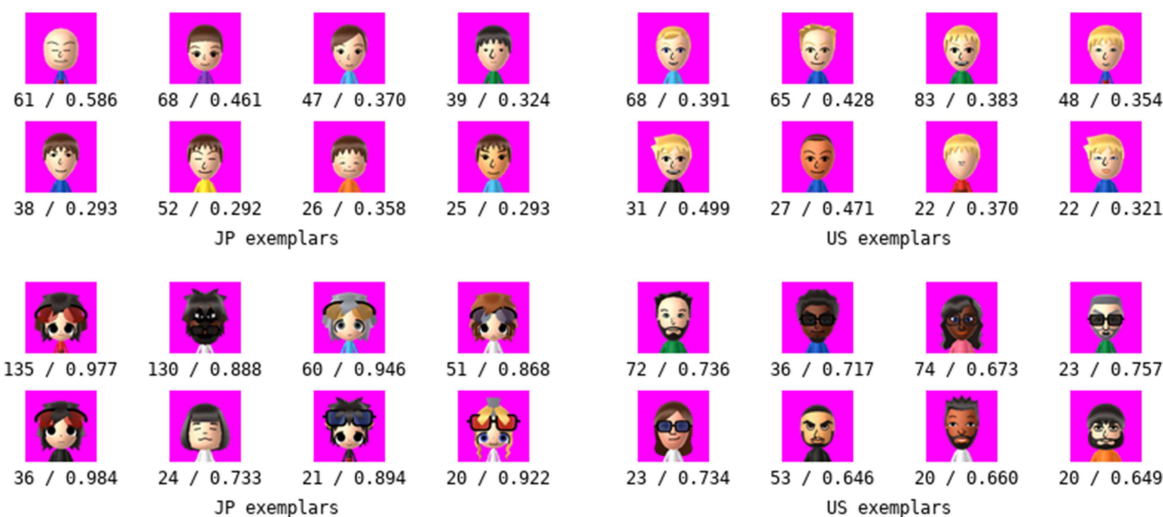 61 / 0.586 68 / 0.461 47 / 0.370 39 / 0.324 68 / 0.391 65 / 0.428 83 / 0.383 48 / 0.354
38 / 0.293 52 / 0.292 26 / 0.358 25 / 0.293 31 / 0.499 27 / 0.471 22 / 0.370 22 / 0.321
JP exemplars US exemplars
135 / 0.977 130 / 0.888 60 / 0.946 51 / 0.868 72 / 0.736 36 / 0.717 74 / 0.673 23 / 0.757
36 / 0.984 24 / 0.733 21 / 0.894 20 / 0.922 23 / 0.734 53 / 0.646 20 / 0.660 20 / 0.649
JP exemplars US exemplars